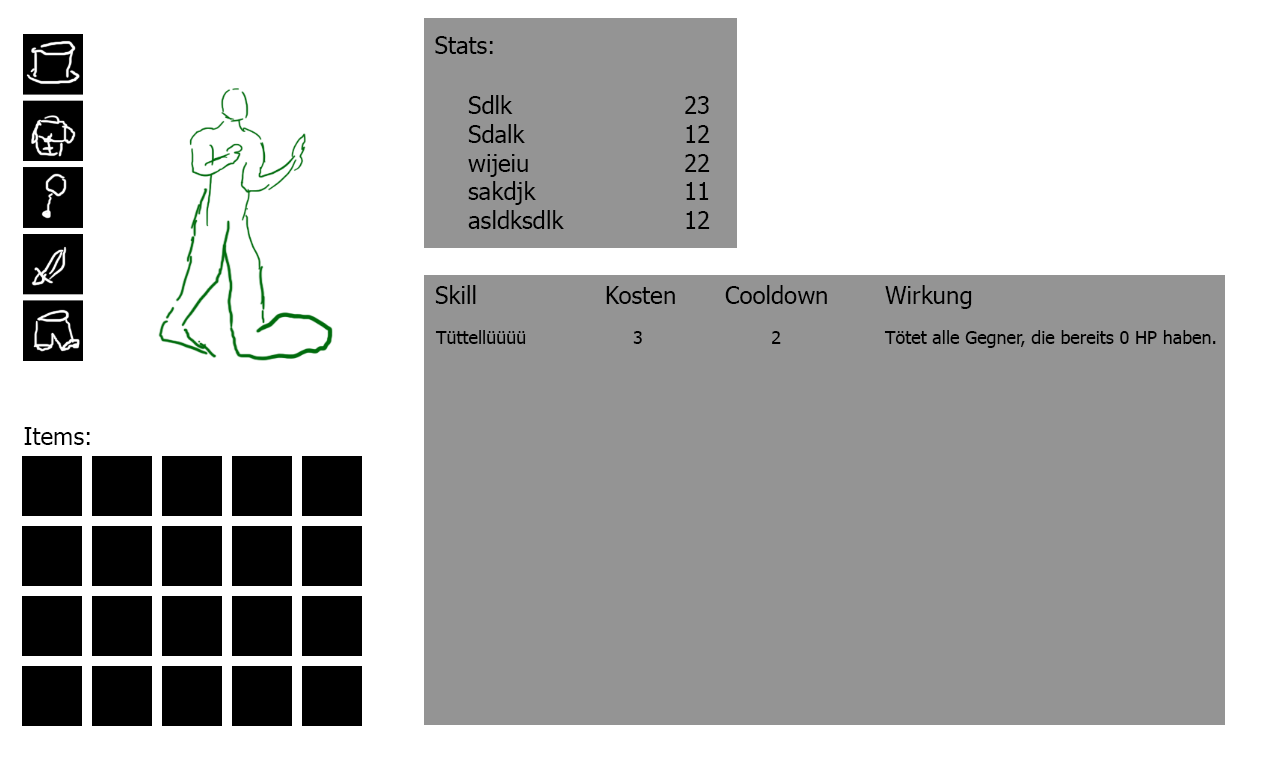 Stats:
Sdlk 23
Sdalk 12
wijeiu 22
sakdjk 11
asldksdlk 12
Skill Kosten Cooldown Wirkung
Tüttellüüüü 3 2 Tötet alle Gegner, die bereits 0 HP haben.
Items: